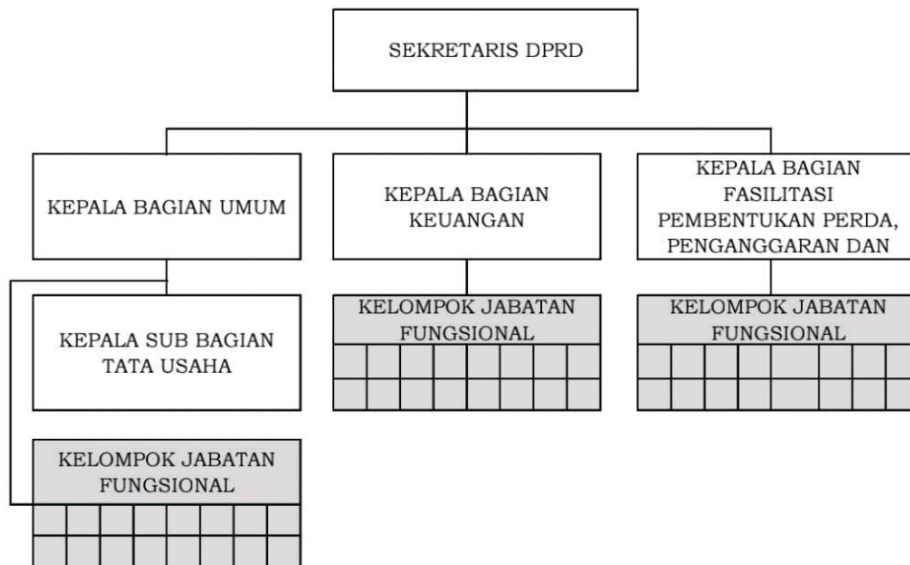 SEKRETARIS DPRD
KEPALA BAGIAN UMUM
KEPALA BAGIAN
KEUANGAN
KEPALA BAGIAN
FASILITASI
PEMBENTUKAN PERDA,
PENGANGGARAN DAN
KEPALA SUB BAGIAN
TATA USAHA
KELOMPOK JABATAN
FUNGSIONAL
KELOMPOK JABATAN
FUNGSIONAL
KELOMPOK JABATAN
FUNGSIONAL